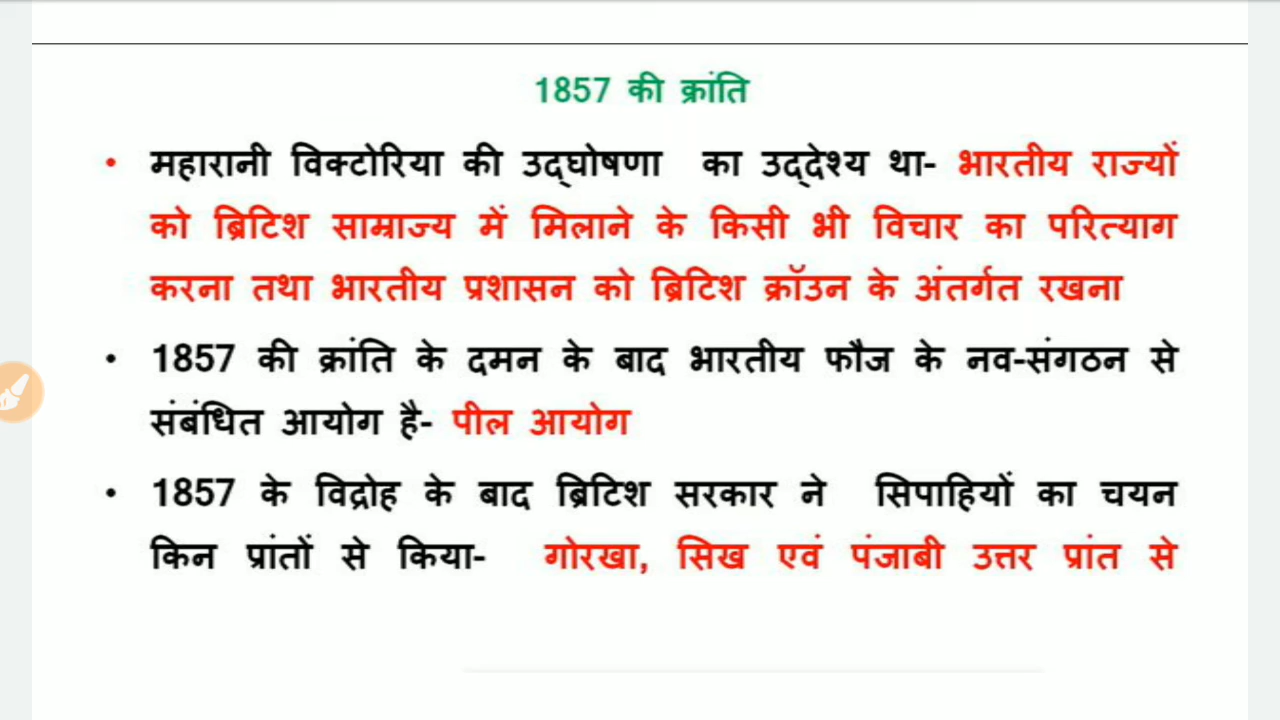 1857 की क्रांति
• महारानी विक्टोरिया की उद्घोषणा का उद्देश्य था- भारतीय राज्यों
को ब्रिटिश साम्राज्य में मिलाने के किसी भी विचार का परित्याग
करना तथा भारतीय प्रशासन को ब्रिटिश क्रॉउन के अंतर्गत रखना
• 1857 की क्रांति के दमन के बाद भारतीय फौज के नव-संगठन से
संबंधित आयोग है- पील आयोग
• 1857 के विद्रोह के बाद ब्रिटिश सरकार ने सिपाहियों का चयन
किन प्रांतों से किया- गोरखा, सिख एवं पंजाबी उत्तर प्रांत से